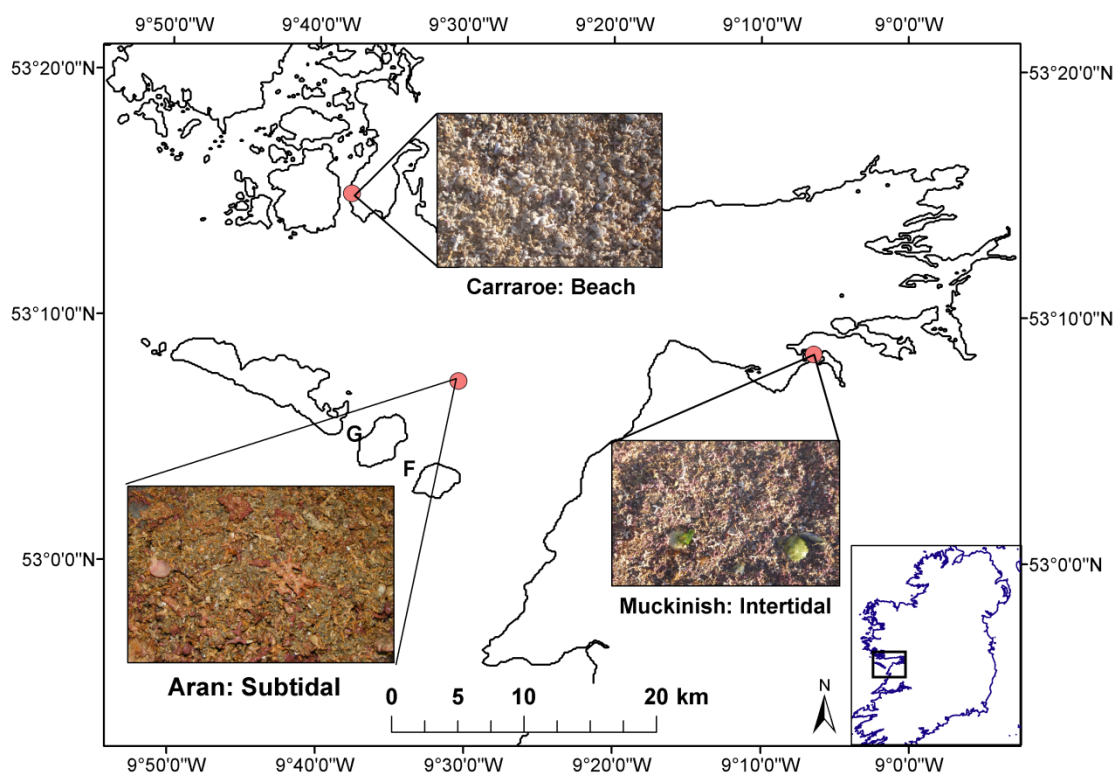 9°50'0"W 9°40'0"W 9°30'0"W 9°20'0"W 9°10'0"W 9°0'0"W
53°20'0"N 53°20'0"N
Carraroe: Beach
53°10'0"N 53°10'0"N
G
F
53°0'0"N 53°0'0"N
Muckinish: Intertidal
Aran: Subtidal
0 5 10 20 km
N
9°50'0"W 9°40'0"W 9°30'0"W 9°20'0"W 9°10'0"W 9°0'0"W